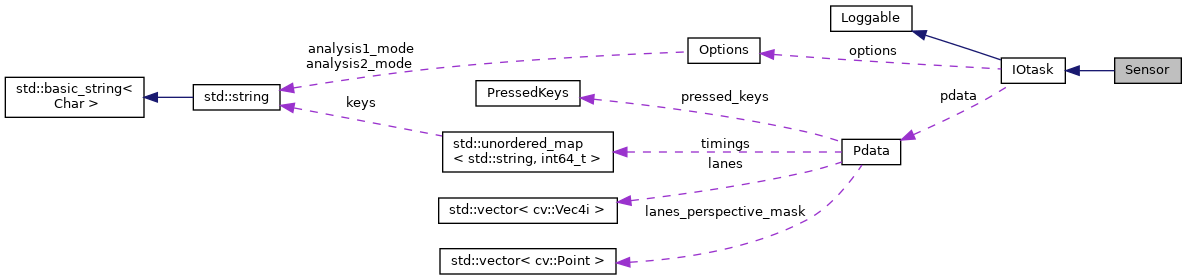 Loggable
analysis1_mode
analysis2_mode
Options
options
IOtask
Sensor
std::basic_string<
Char >
std::string
keys
PressedKeys
pressed_keys
pdata
std::unordered_map
< std::string, int64_t >
timings
Pdata
lanes
std::vector< cv::Vec4i >
lanes_perspective_mask
std::vector< cv::Point >